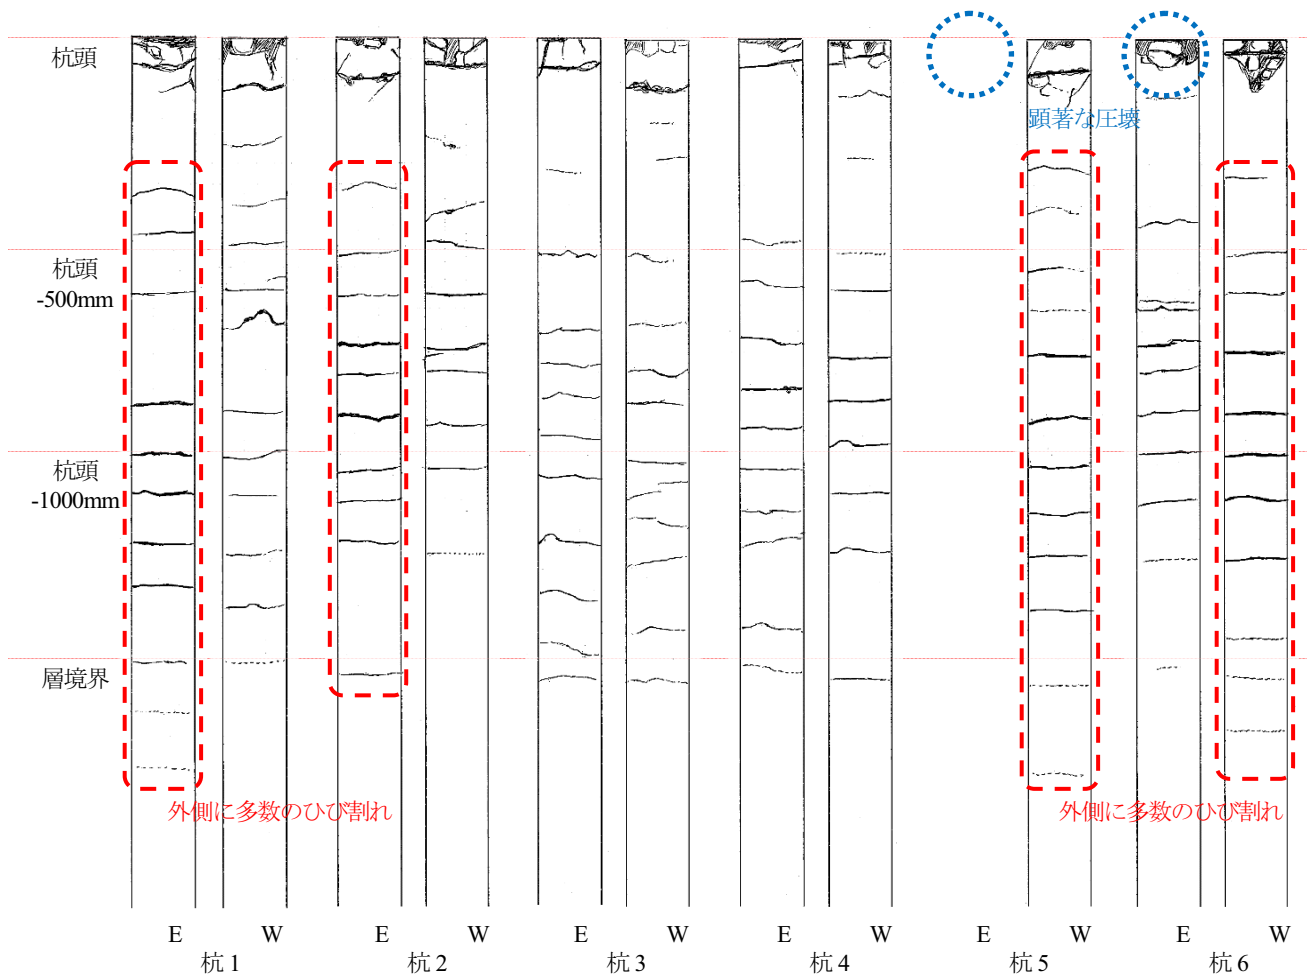 杭頭
顕著な圧壊
杭頭
-500mm
杭頭
-1000mm
層境界
外側に多数のひび割れ
外側に多数のひび割れ
E W E W E W E W E W E W
杭1 杭2 杭3 杭4 杭5 杭6